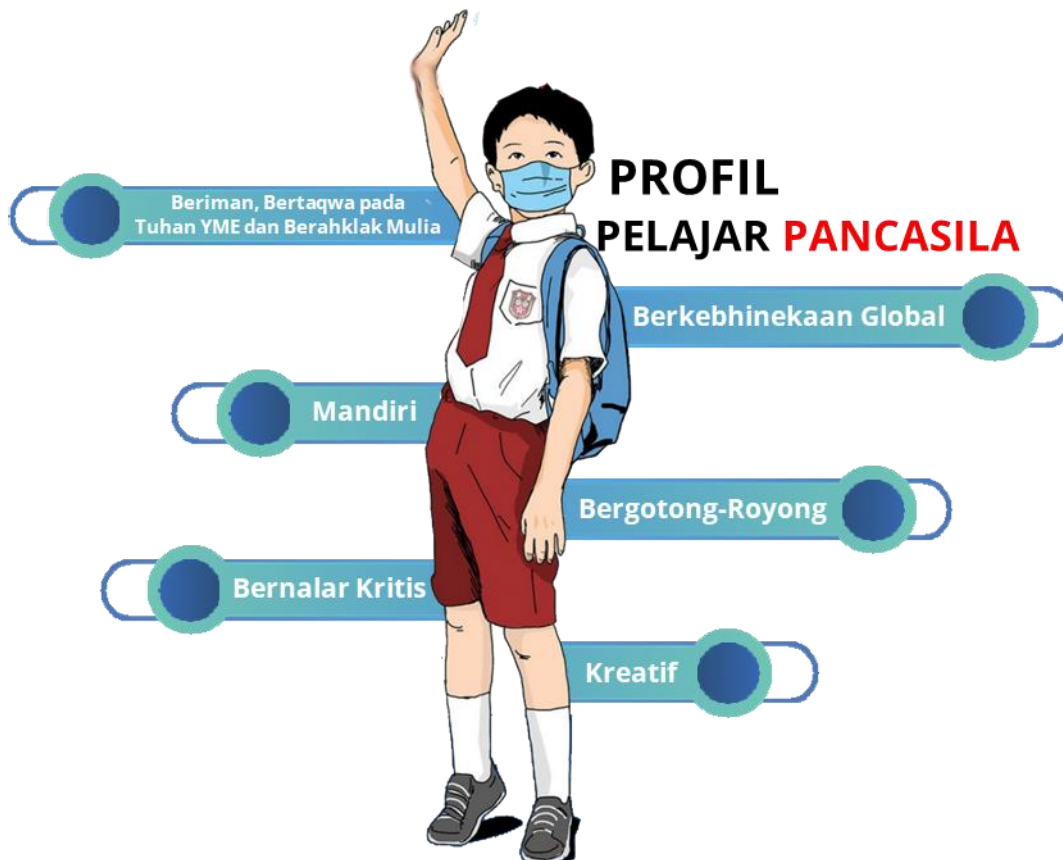 PROFIL
PELAJAR PANCASILA
Beriman, Bertaqwa pada
Tuhan YME dan Berahklak Mulia
Berkebhinekaan Global
Mandiri
Bergotong-Royong
Bernalar Kritis
Kreatif